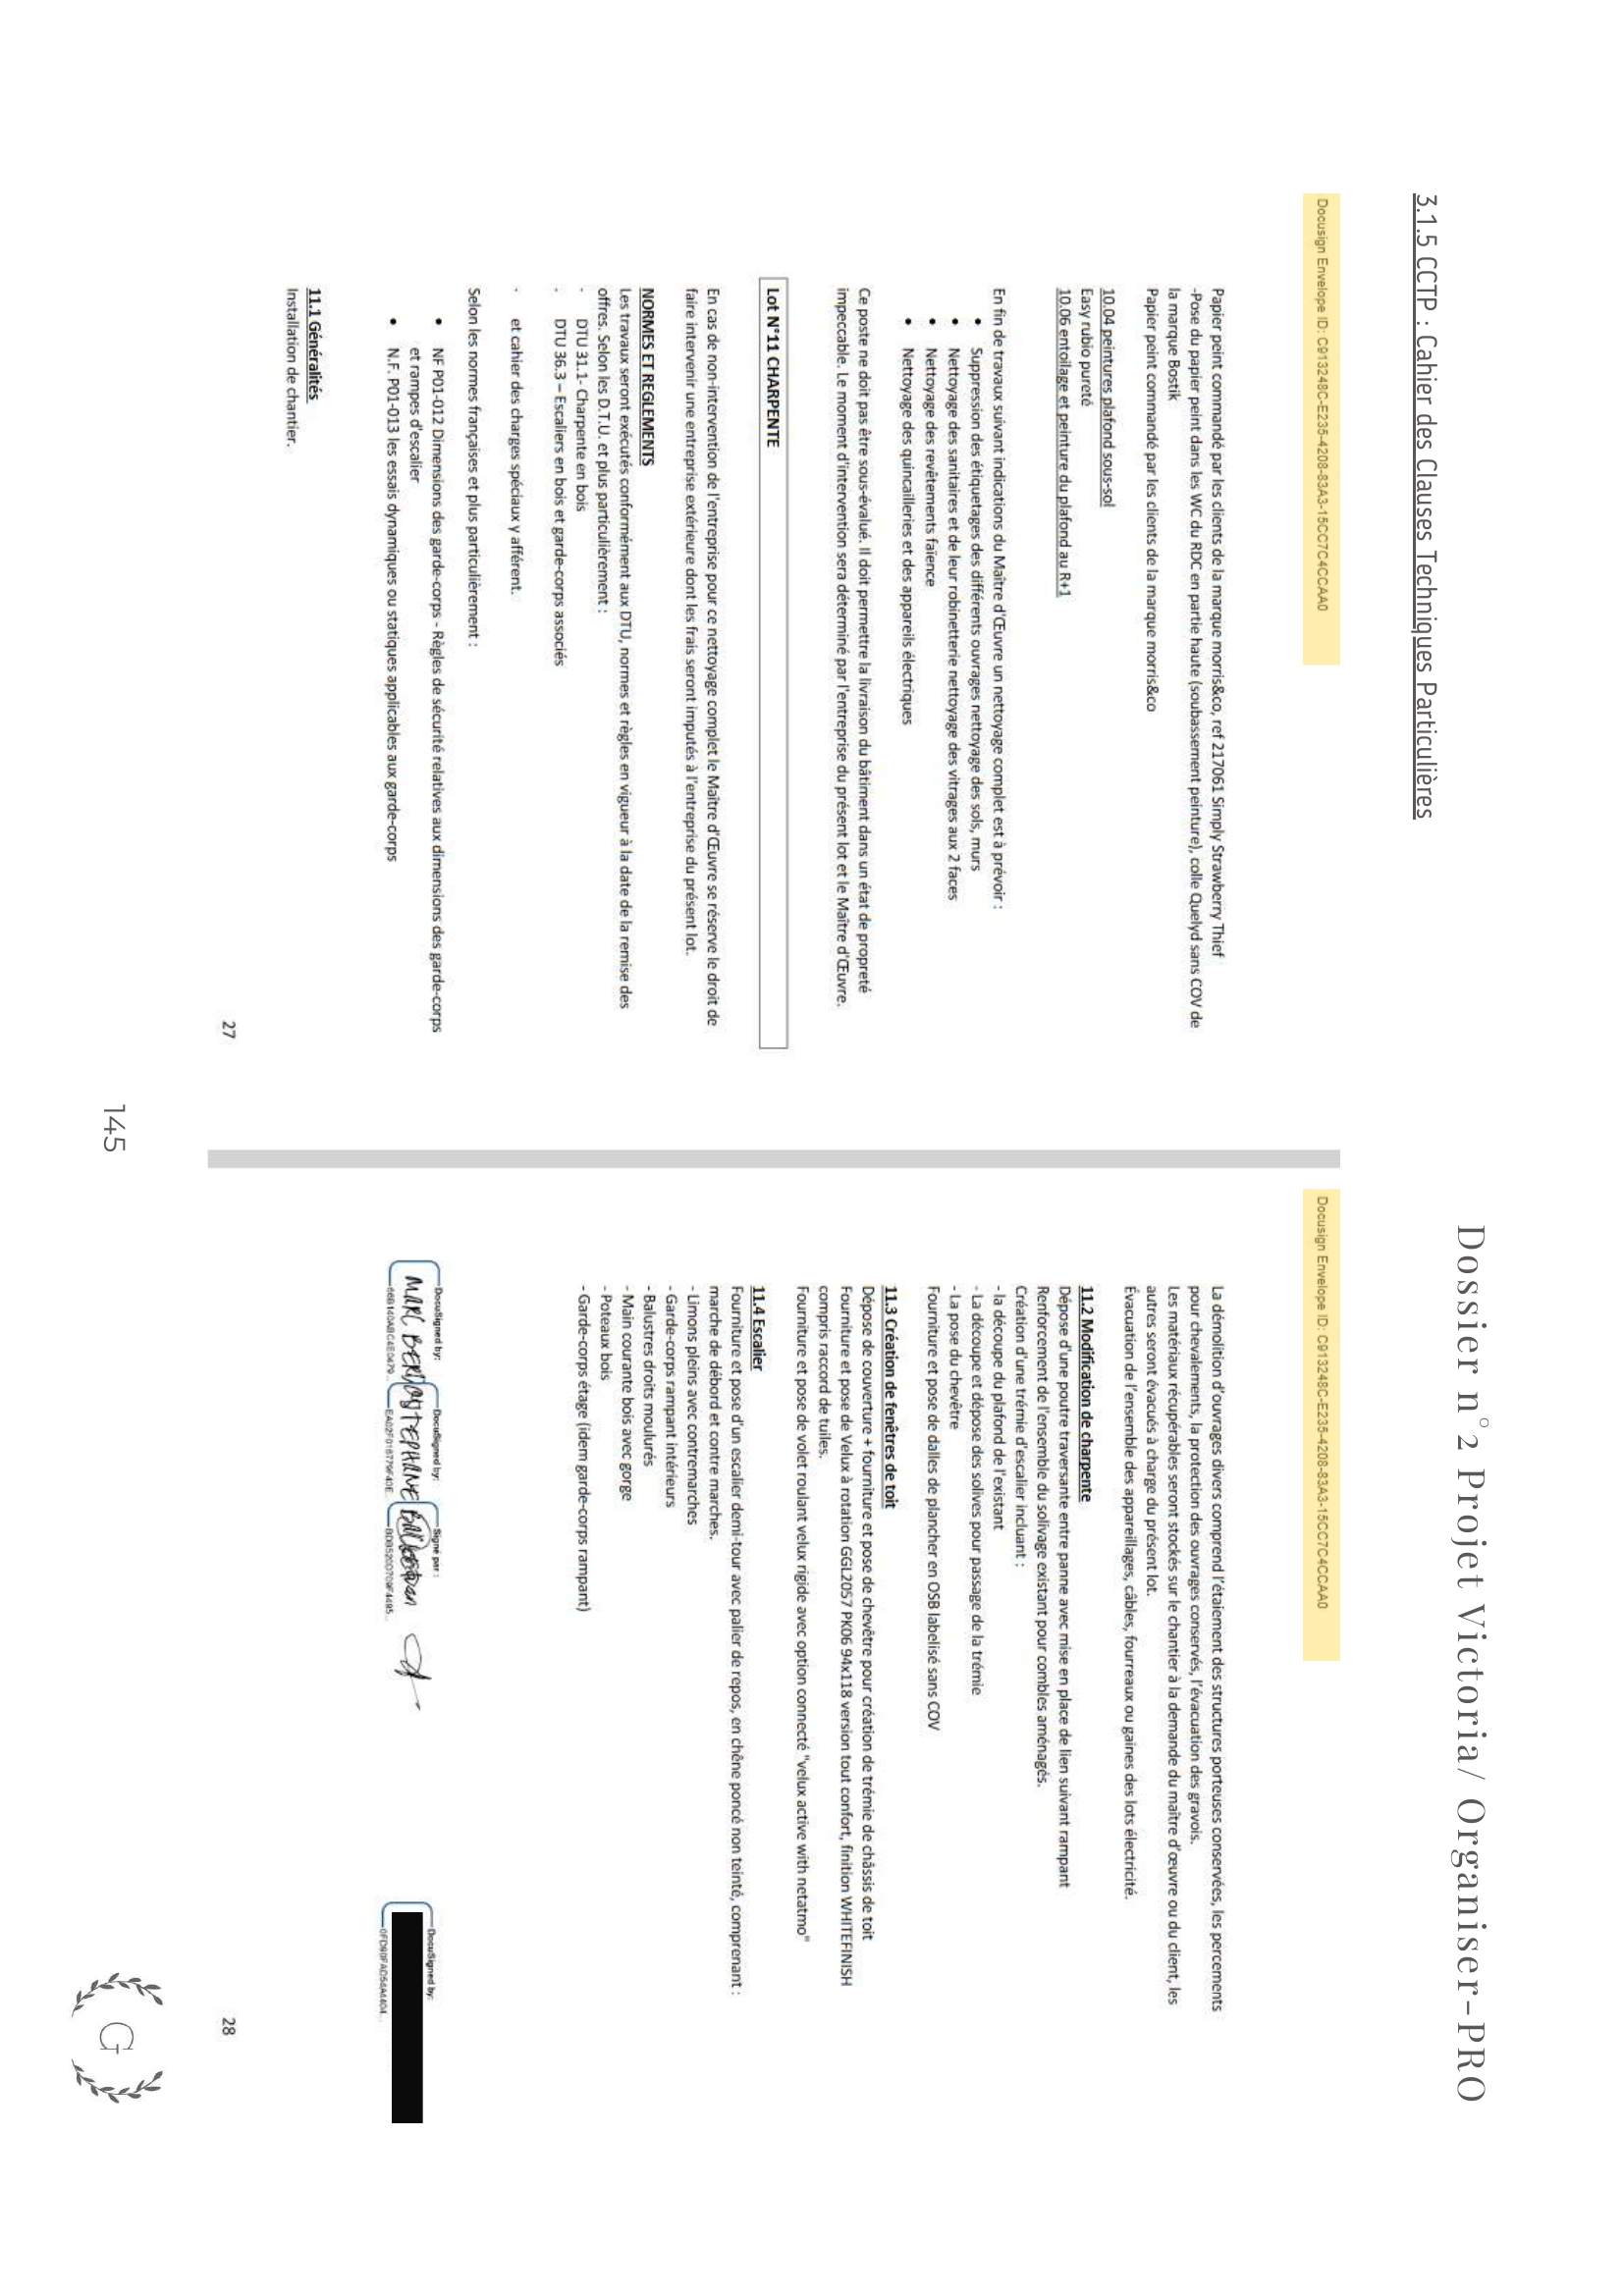 Dossier n°2 Projet Victoria/ Organiser-PRO
3.1.5 CCTP : Cahier des Clauses Techniques Particulières
Docusign Envelope ID: C913248C-E235-4208-83A3-15CC7C4CCAA0
Papier peint commandé par les clients de la marque morris&co, ref 217061 Simply Strawberry Thief
-Pose du papier peint dans les WC du RDC en partie haute (soubassement peinture), colle Quelyd sans COV de
la marque Bostik
Papier peint commandé par les clients de la marque morris&co
10.04 peintures plafond sous-sol
Easy rubio pureté
10.06 entoilage et peinture du plafond au R+1
En fin de travaux suivant indications du Maître d'Œuvre un nettoyage complet est à prévoir :
• Suppression des étiquetages des différents ouvrages nettoyage des sols, murs
• Nettoyage des sanitaires et de leur robinetterie nettoyage des vitrages aux 2 faces
• Nettoyage des revêtements faïence
• Nettoyage des quincailleries et des appareils électriques
Ce poste ne doit pas être sous-évalué. Il doit permettre la livraison du bâtiment dans un état de propreté
impeccable. Le moment d'intervention sera déterminé par l'entreprise du présent lot et le Maître d'Œuvre.
Lot N°11 CHARPENTE
En cas de non-intervention de l'entreprise pour ce nettoyage complet le Maître d'Œuvre se réserve le droit de
faire intervenir une entreprise extérieure dont les frais seront imputés à l'entreprise du présent lot.
NORMES ET REGLEMENTS
Les travaux seront exécutés conformément aux DTU, normes et règles en vigueur à la date de la remise des
offres. Selon les D.T.U. et plus particulièrement :
- DTU 31.1- Charpente en bois
- DTU 36.3 – Escaliers en bois et garde-corps associés
- et cahier des charges spéciaux y afférent.
Selon les normes françaises et plus particulièrement :
• NF P01-012 Dimensions des garde-corps - Règles de sécurité relatives aux dimensions des garde-corps
et rampes d'escalier
• N.F. P01-013 les essais dynamiques ou statiques applicables aux garde-corps
11.1 Généralités
Installation de chantier.
27
Docusign Envelope ID: C913248C-E235-4208-83A3-15CC7C4CCAA0
La démolition d'ouvrages divers comprend l'étaiement des structures porteuses conservées, les percements
pour chevalements, la protection des ouvrages conservés, l'évacuation des gravois.
Les matériaux récupérables seront stockés sur le chantier à la demande du maître d'œuvre ou du client, les
autres seront évacués à charge du présent lot.
Évacuation de l'ensemble des appareillages, câbles, fourreaux ou gaines des lots électricité.
11.2 Modification de charpente
Dépose d'une poutre traversante entre panne avec mise en place de lien suivant rampant
Renforcement de l'ensemble du solivage existant pour combles aménagés.
Création d'une trémie d'escalier incluant :
- la découpe du plafond de l'existant
- La découpe et dépose des solives pour passage de la trémie
- La pose du chevêtre
Fourniture et pose de dalles de plancher en OSB labelisé sans COV
11.3 Création de fenêtres de toit
Dépose de couverture + fourniture et pose de chevêtre pour création de trémie de châssis de toit
Fourniture et pose de Velux à rotation GGL2057 PK06 94x118 version tout confort, finition WHITEFINISH
compris raccord de tuiles.
Fourniture et pose de volet roulant velux rigide avec option connecté "velux active with netatmo"
11.4 Escalier
Fourniture et pose d'un escalier demi-tour avec palier de repos, en chêne poncé non teinté, comprenant :
marche de débord et contre marches.
- Limons pleins avec contremarches
- Garde-corps rampant intérieurs
- Balustres droits moulurés
- Main courante bois avec gorge
- Poteaux bois
- Garde-corps étage (idem garde-corps rampant)
DocuSigned by: DocuSigned by: Signé par : DocuSigned by:
MARC STEPHANE
28
145
G